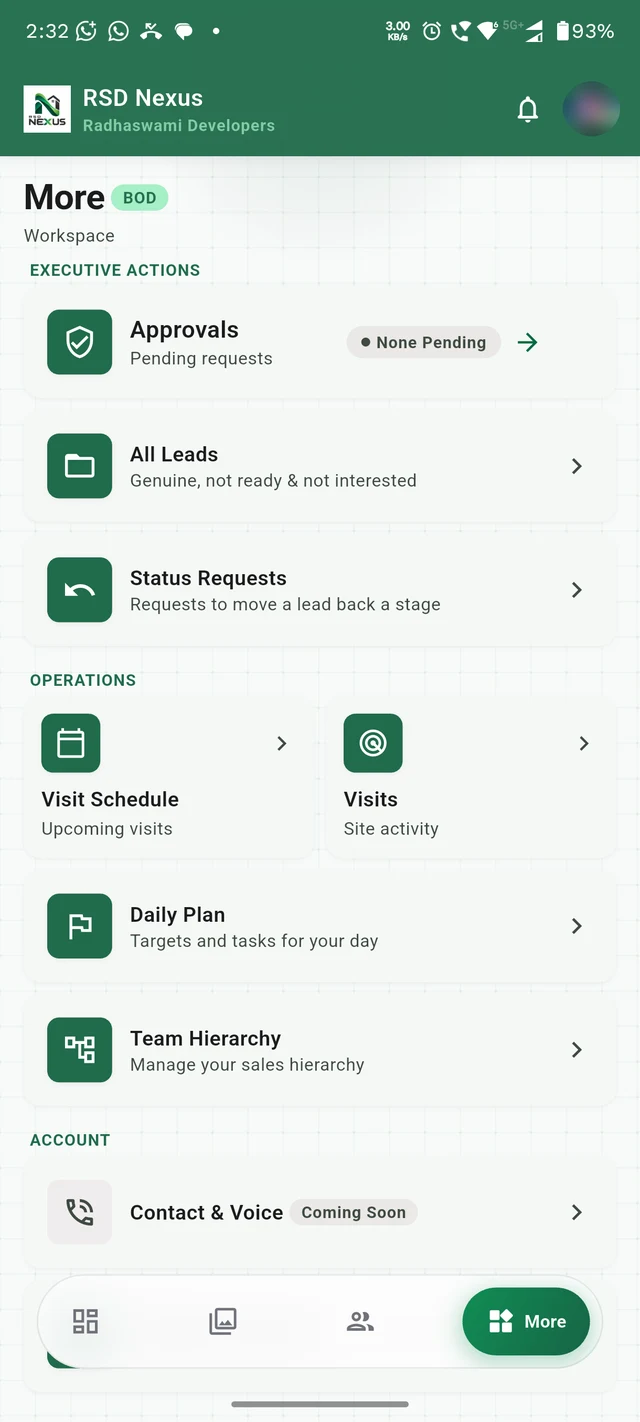 2:32
3.00
KB/s
6
5G+
93%
RSD
NEXUS
RSD Nexus
Radhaswami Developers
More BOD
Workspace
EXECUTIVE ACTIONS
Approvals
Pending requests
None Pending
All Leads
Genuine, not ready & not interested
Status Requests
Requests to move a lead back a stage
OPERATIONS
Visit Schedule
Upcoming visits
Visits
Site activity
Daily Plan
Targets and tasks for your day
Team Hierarchy
Manage your sales hierarchy
ACCOUNT
Contact & Voice Coming Soon
More